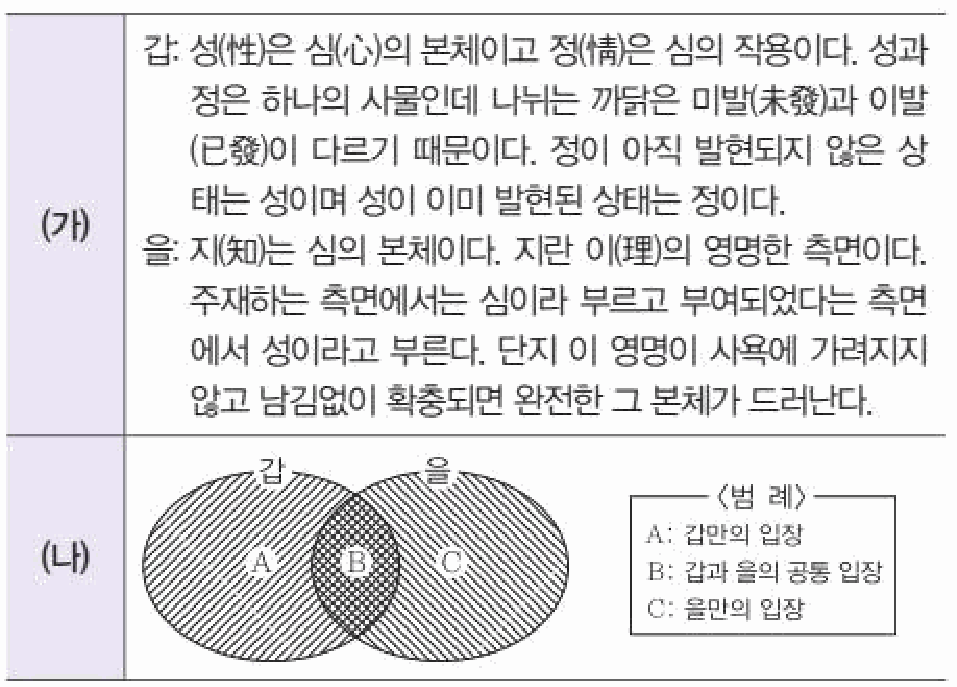 갑: 성(性)은 심(心)의 본체이고 정(情)은 심의 작용이다. 성과
정은 하나의 사물인데 나뉘는 까닭은 미발(未發)과 이발
(已發)이 다르기 때문이다. 정이 아직 발현되지 않은 상
태는 성이며 성이 이미 발현된 상태는 정이다.
(가)
을: 지(知)는 심의 본체이다. 지란 이(理)의 영명한 측면이다.
주재하는 측면에서는 심이라 부르고 부여되었다는 측면
에서 성이라고 부른다. 단지 이 영명이 사욕에 가려지지
않고 남김없이 확충되면 완전한 그 본체가 드러난다.
(나)
갑 을
A B C
<범 례>
A: 갑만의 입장
B: 갑과 을의 공통 입장
C: 을만의 입장